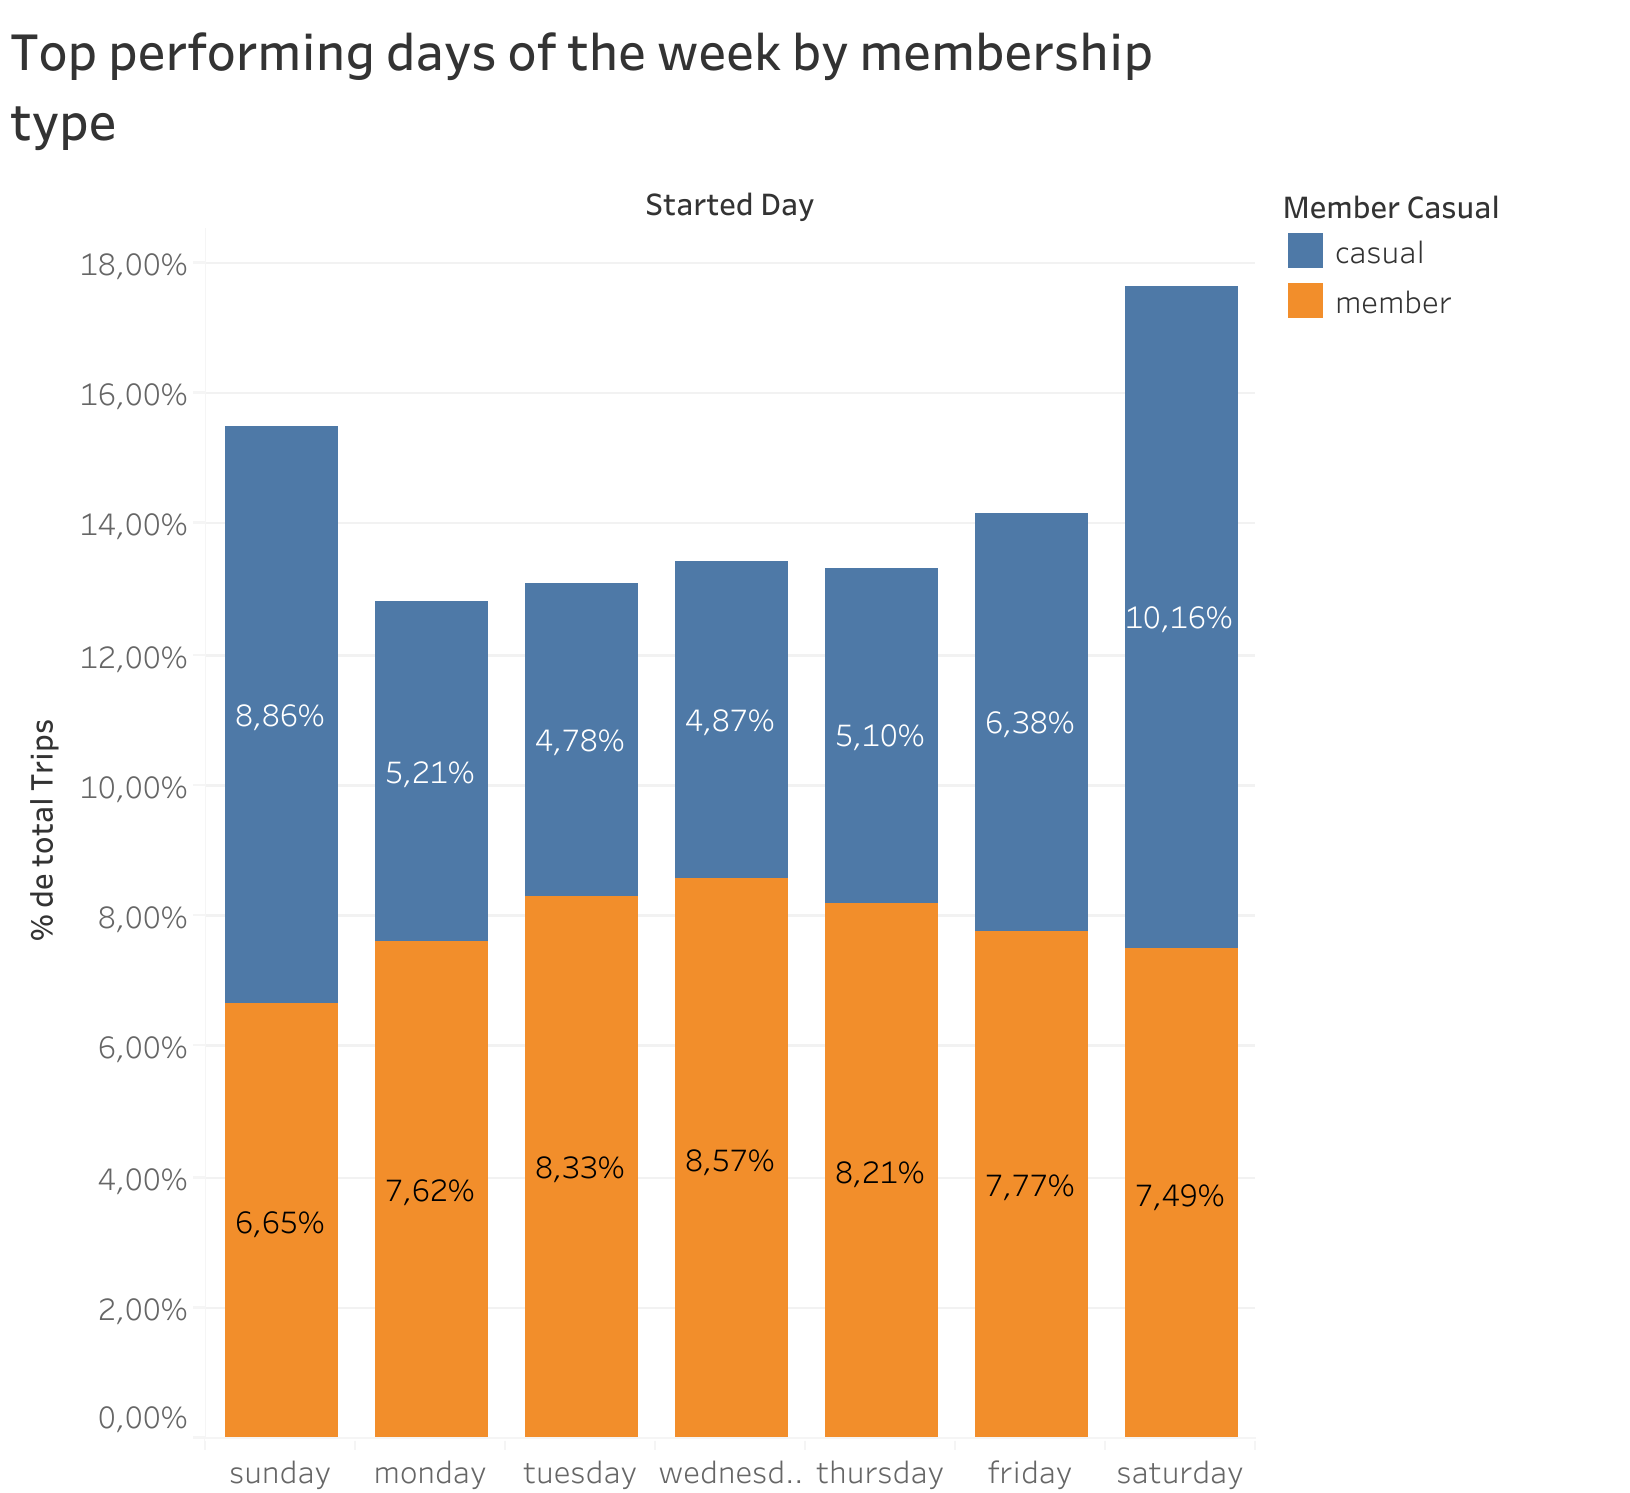 Top performing days of the week by membership
type
Started Day
Member Casual
casual
member
% de total Trips
18,00%
16,00%
14,00%
12,00%
10,00%
8,00%
6,00%
4,00%
2,00%
0,00%
8,86%
5,21%
4,78%
4,87%
5,10%
6,38%
10,16%
6,65%
7,62%
8,33%
8,57%
8,21%
7,77%
7,49%
sunday
monday
tuesday
wednesd..
thursday
friday
saturday